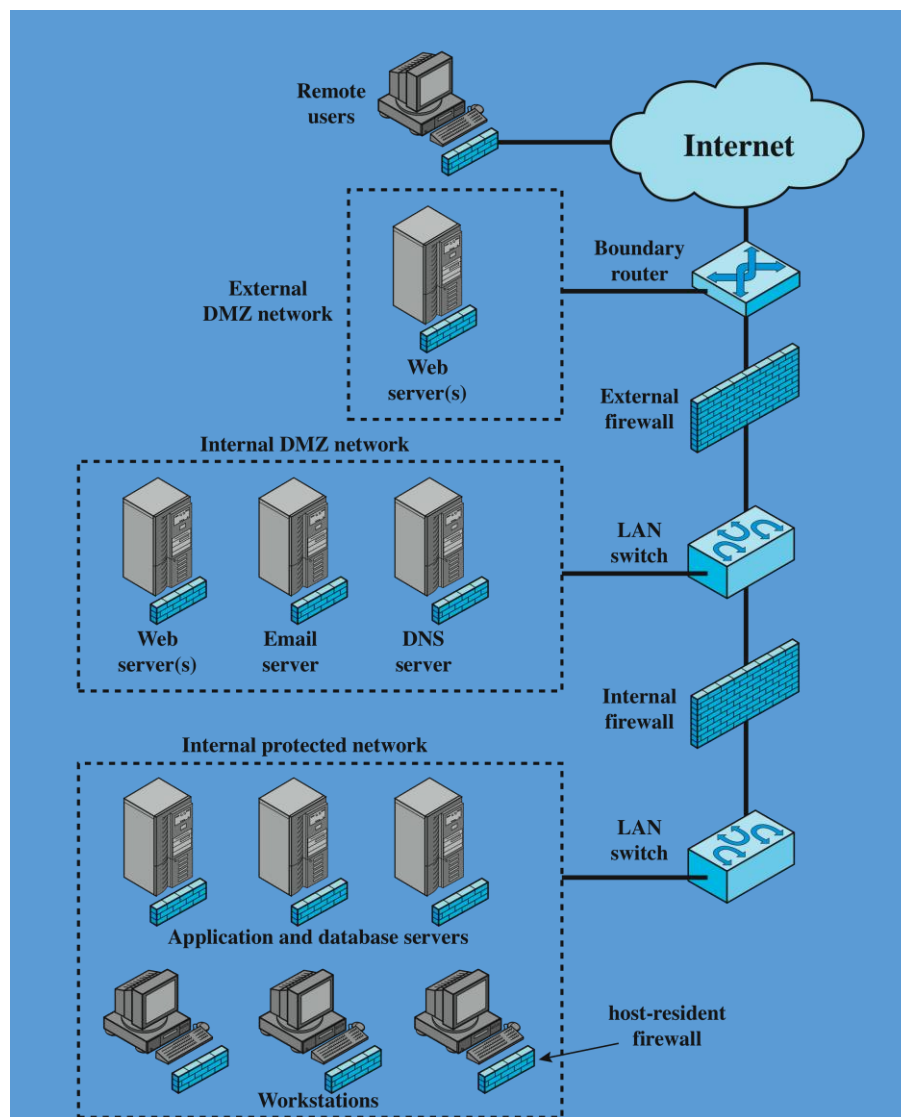 Remote
users
Internet
Boundary
router
External
DMZ network
Web
server(s)
External
firewall
Internal DMZ network
LAN
switch
Web
server(s)
Email
server
DNS
server
Internal
firewall
Internal protected network
LAN
switch
Application and database servers
host-resident
firewall
Workstations